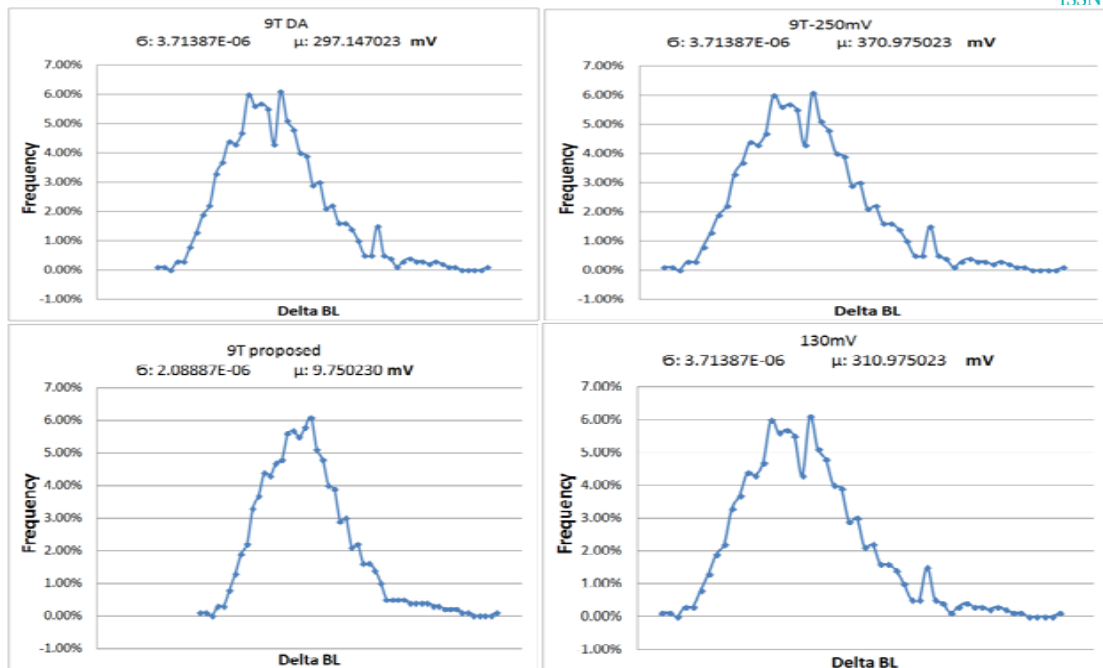 9T DA
б: 3.71387E-06 µ: 297.147023 mV
7.00%
6.00%
5.00%
4.00%
3.00%
2.00%
1.00%
0.00%
-1.00%
Frequency
Delta BL
9T-250mV
б: 3.71387E-06 µ: 370.975023 mV
7.00%
6.00%
5.00%
4.00%
3.00%
2.00%
1.00%
0.00%
-1.00%
Frequency
Delta BL
9T proposed
б: 2.08887E-06 µ: 9.750230 mV
7.00%
6.00%
5.00%
4.00%
3.00%
2.00%
1.00%
0.00%
-1.00%
Frequency
Delta BL
130mV
б: 3.71387E-06 µ: 310.975023 mV
7.00%
6.00%
5.00%
4.00%
3.00%
2.00%
1.00%
0.00%
-1.00%
Frequency
Delta BL